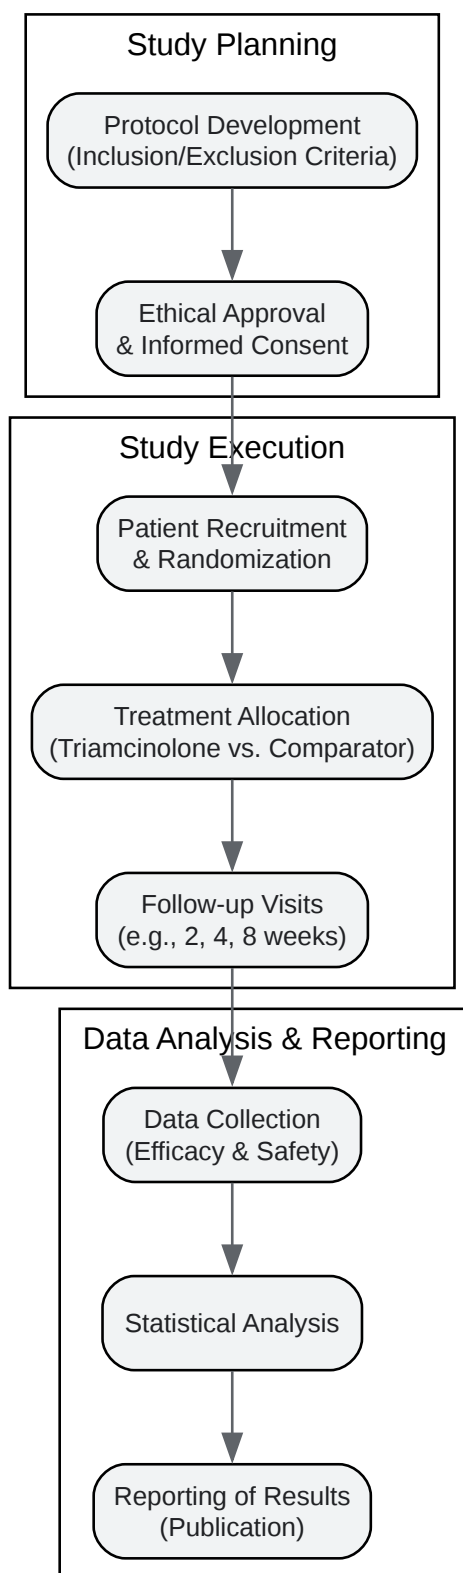 Study Planning
Protocol Development
(Inclusion/Exclusion Criteria)
Ethical Approval
& Informed Consent
Study Execution
Patient Recruitment
& Randomization
Treatment Allocation
(Triamcinolone vs. Comparator)
Follow-up Visits
(e.g., 2, 4, 8 weeks)
Data Analysis & Reporting
Data Collection
(Efficacy & Safety)
Statistical Analysis
Reporting of Results
(Publication)